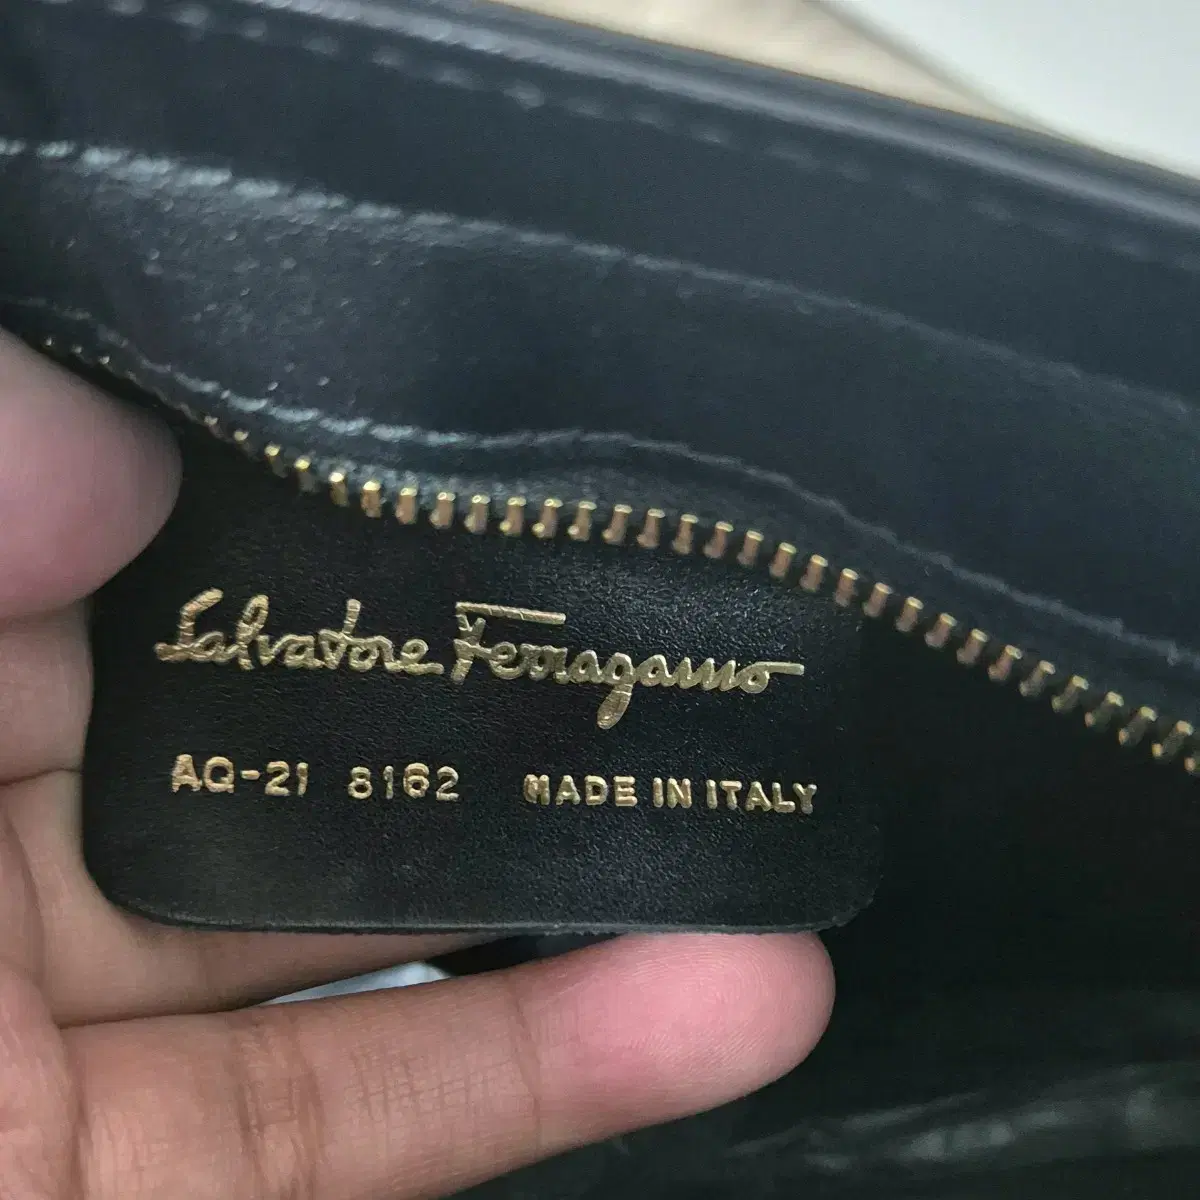 Salvatore Ferragamo
AQ-21 8162 MADE IN ITALY